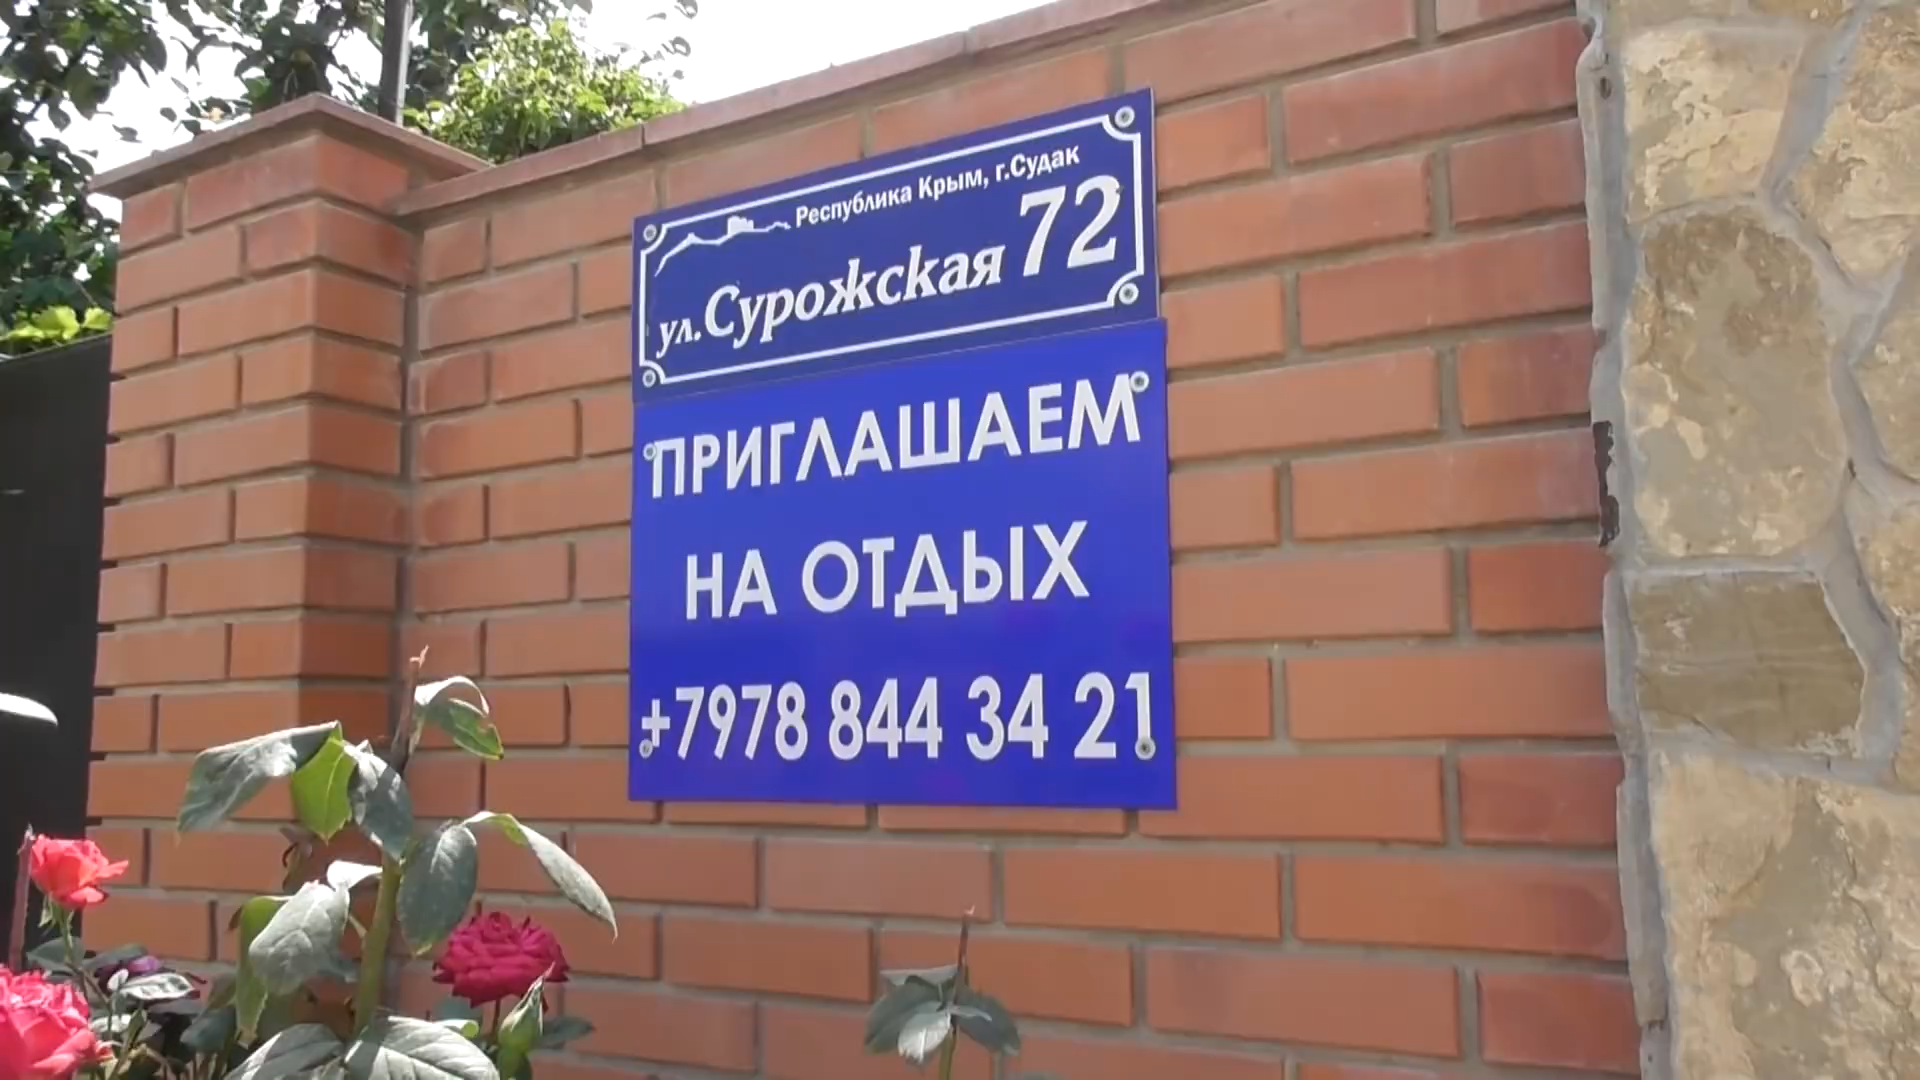 Республика Крым, г.Судак
ул.Сурожская 72
ПРИГЛАШАЕМ
НА ОТДЫХ
+7978 844 34 21